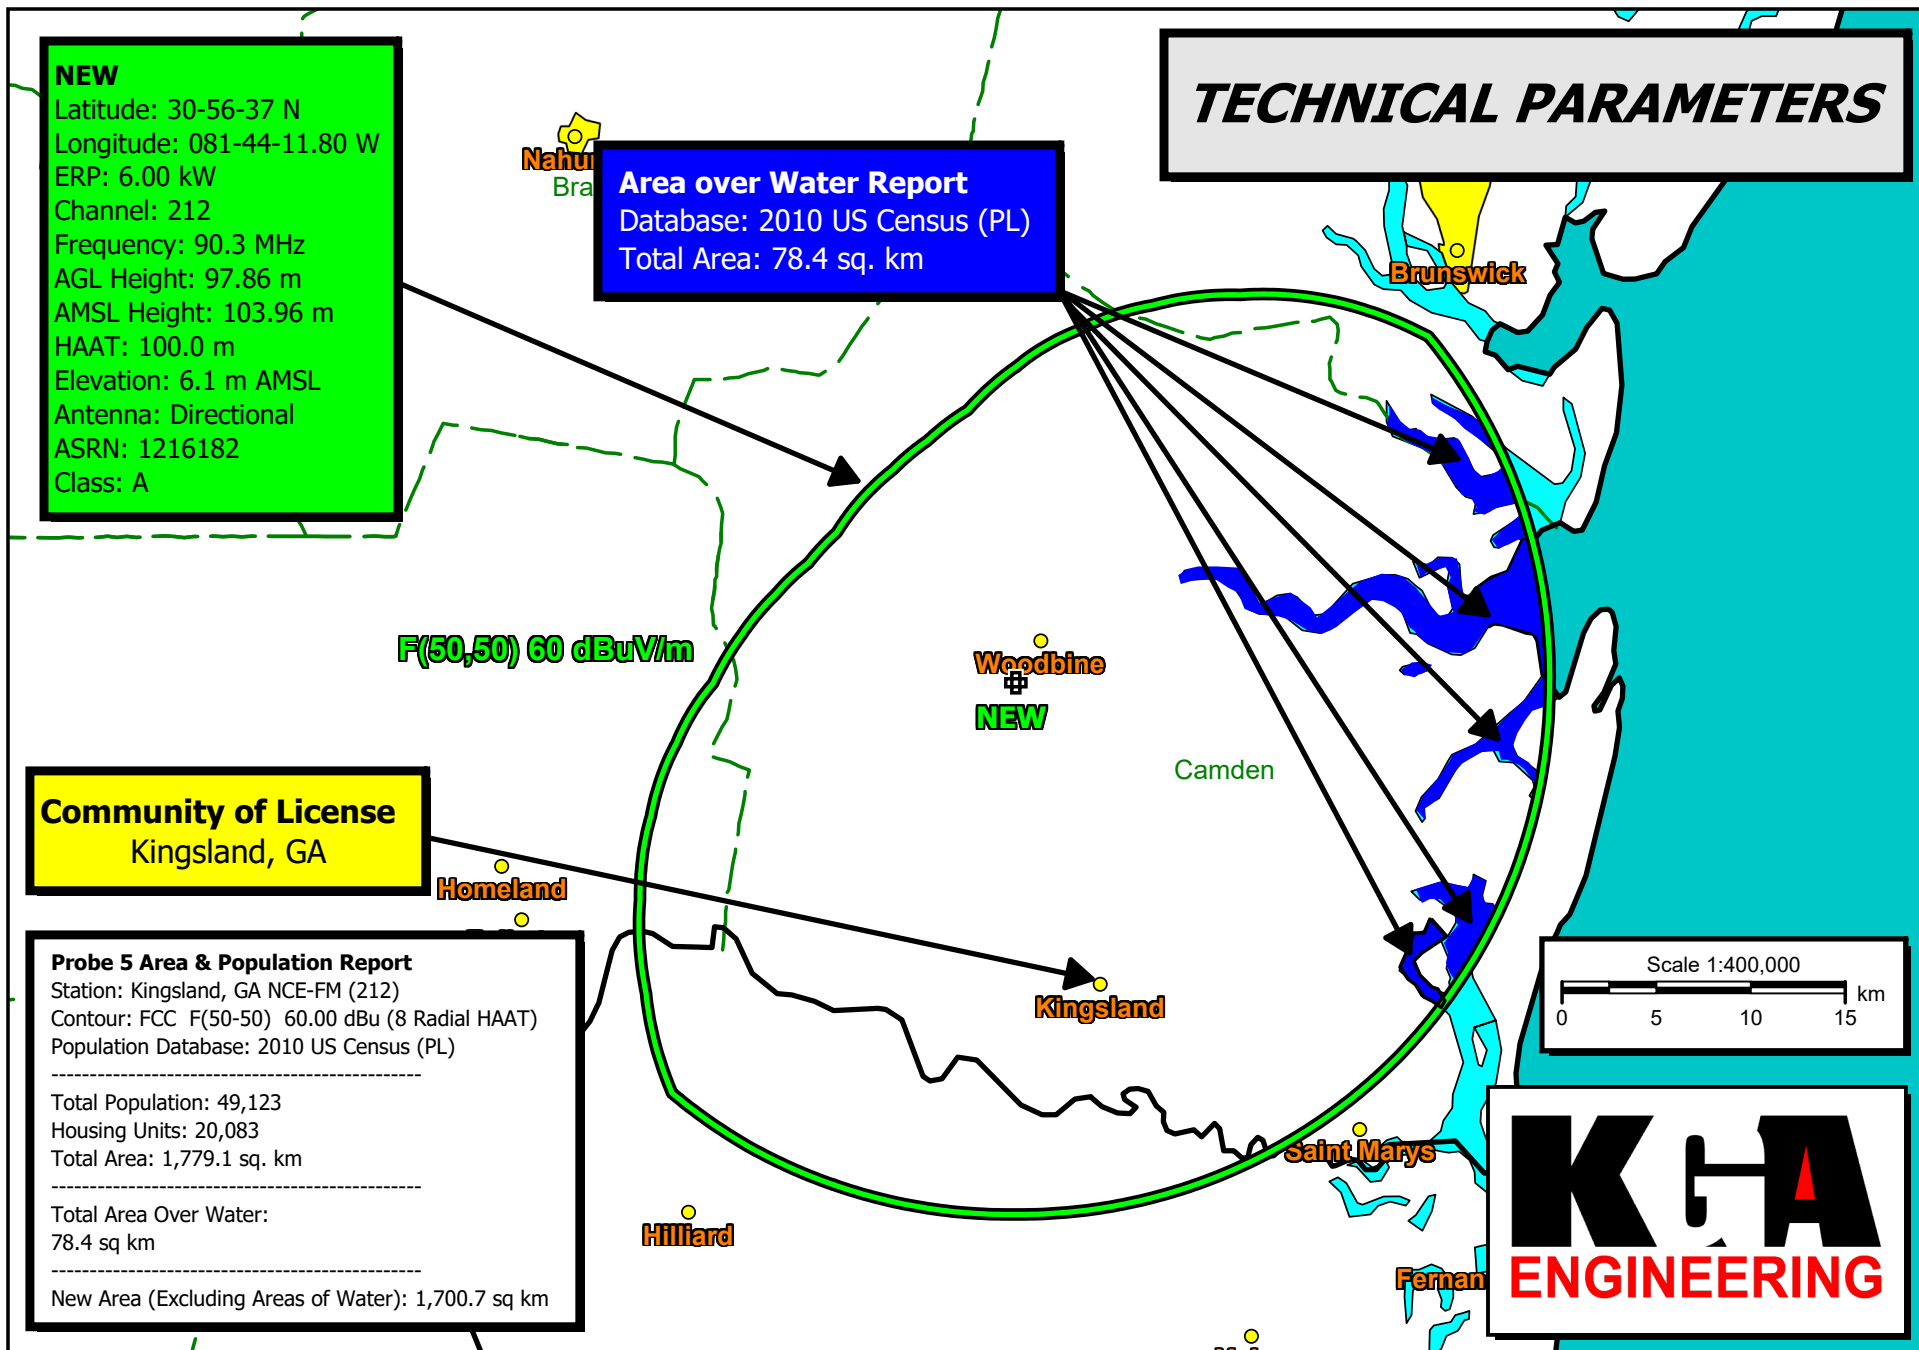 NEW
Latitude: 30-56-37 N
Longitude: 081-44-11.80 W
ERP: 6.00 kW
Channel: 212
Frequency: 90.3 MHz
AGL Height: 97.86 m
AMSL Height: 103.96 m
HAAT: 100.0 m
Elevation: 6.1 m AMSL
Antenna: Directional
ASRN: 1216182
Class: A
TECHNICAL PARAMETERS
Nahu
Bra
Area over Water Report
Database: 2010 US Census (PL)
Total Area: 78.4 sq. km
Brunswick
F(50,50) 60 dBuV/m
Woodbine
NEW
Camden
Community of License
Kingsland, GA
Homeland
Kingsland
Probe 5 Area & Population Report
Station: Kingsland, GA NCE-FM (212)
Contour: FCC F(50-50) 60.00 dBu (8 Radial HAAT)
Population Database: 2010 US Census (PL)
------------------------------------------------
Total Population: 49,123
Housing Units: 20,083
Total Area: 1,779.1 sq. km
------------------------------------------------
Total Area Over Water:
78.4 sq km
------------------------------------------------
New Area (Excluding Areas of Water): 1,700.7 sq km
Scale 1:400,000
km
0 5 10 15
Saint Marys
Hilliard
Fernan
KGA
ENGINEERING